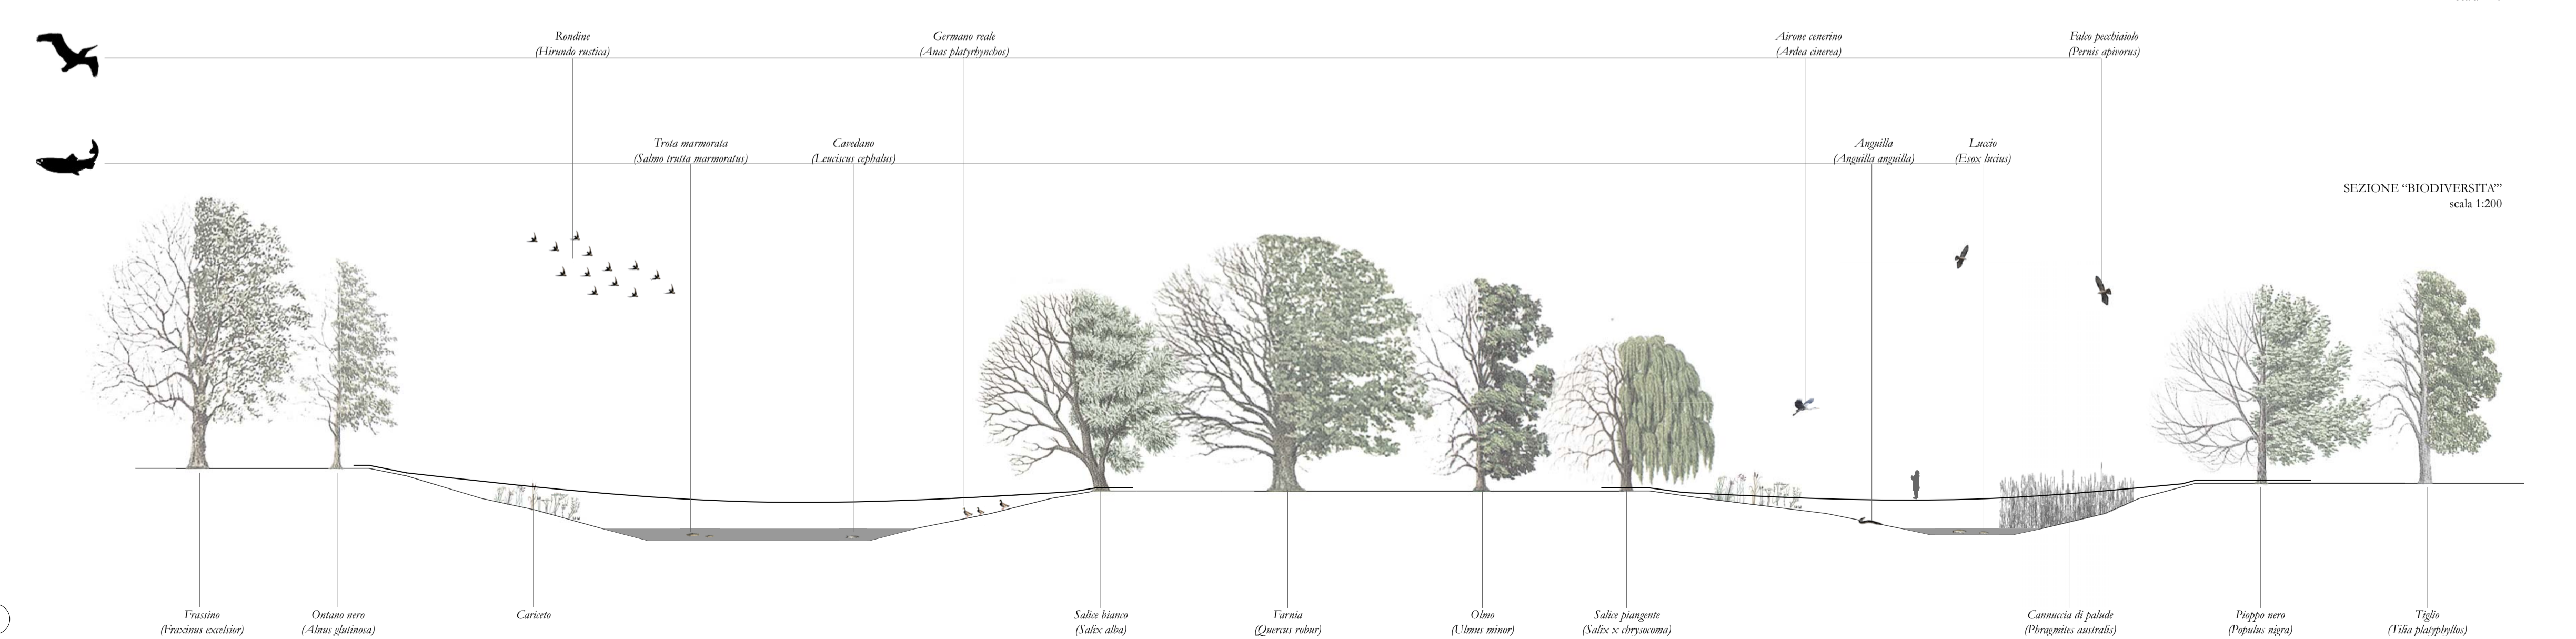 Rondine
(Hirundo rustica)
Germano reale
(Anas platyrhynchos)
Airone cenerino
(Ardea cinerea)
Falco pecchiaiolo
(Pernis apivorus)
Trota marmorata
(Salmo trutta marmoratus)
Cavedano
(Leuciscus cephalus)
Anguilla
(Anguilla anguilla)
Luccio
(Esox lucius)
SEZIONE “BIODIVERSITA’”
scala 1:200
Frassino
(Fraxinus excelsior)
Ontano nero
(Alnus glutinosa)
Cariceto
Salice bianco
(Salix alba)
Farnia
(Quercus robur)
Olmo
(Ulmus minor)
Salice piangente
(Salix x chrysocoma)
Cannuccia di palude
(Phragmites australis)
Pioppo nero
(Populus nigra)
Tiglio
(Tilia platyphyllos)